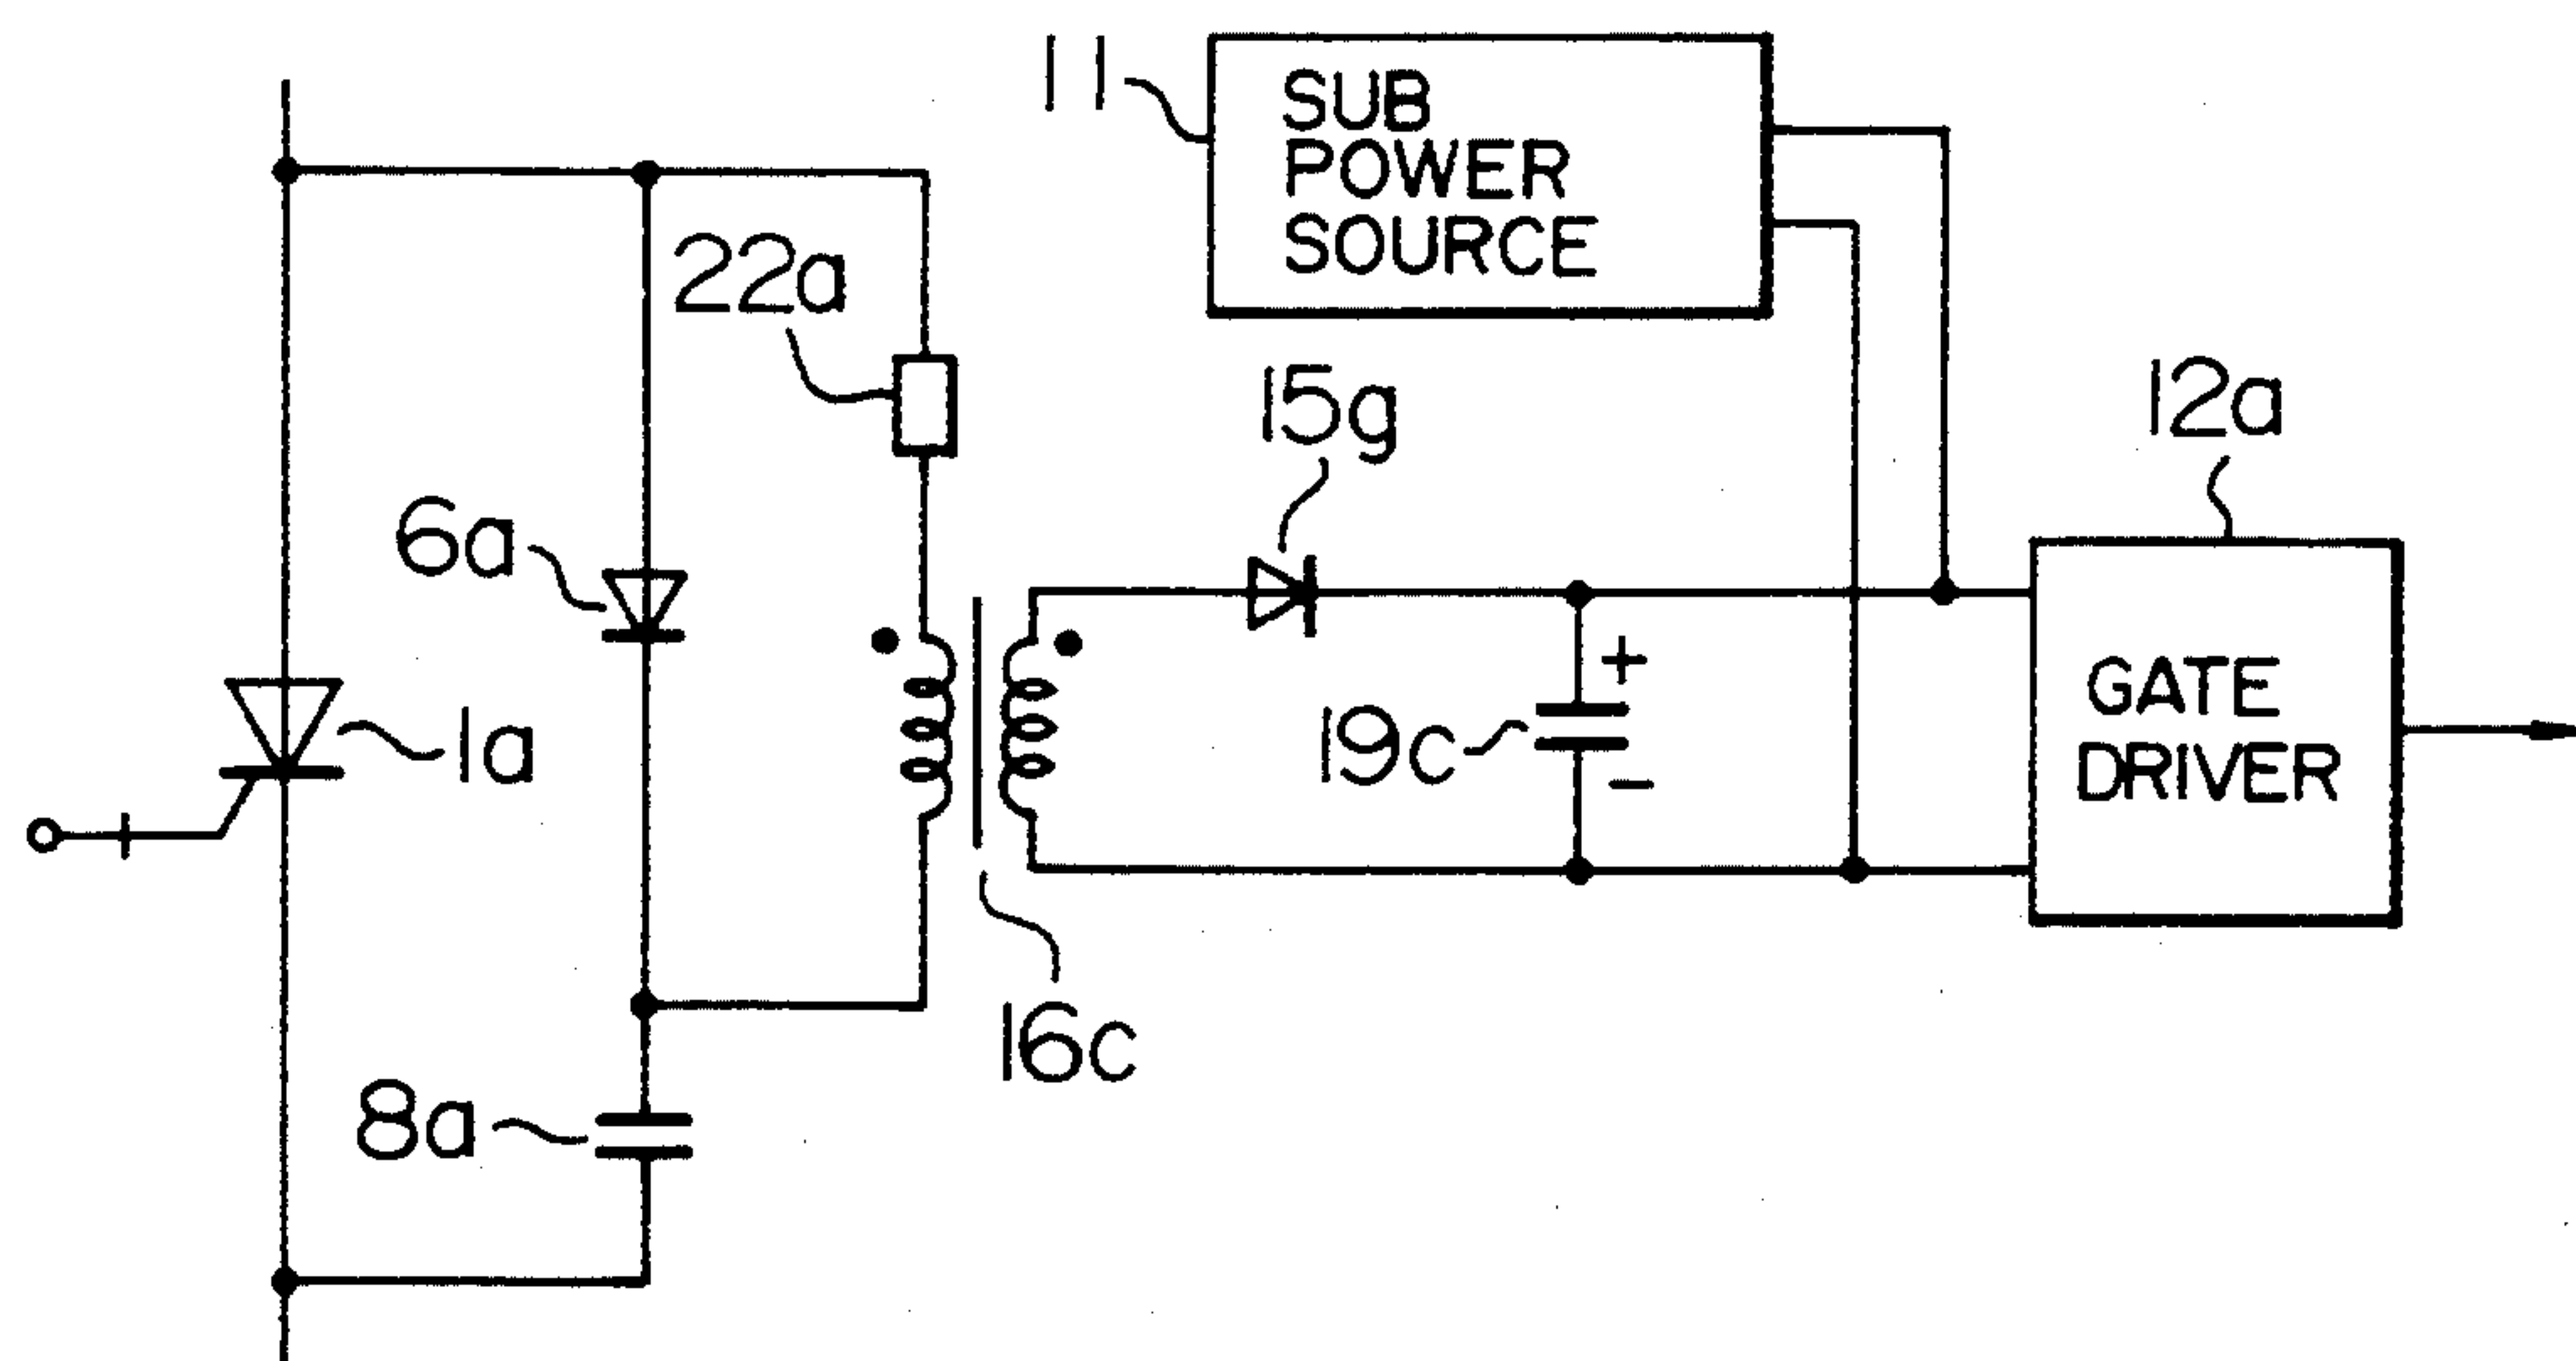 11
SUB
POWER
SOURCE
22a
15g
12a
6a
1a
19c
+
−
GATE
DRIVER
16c
8a